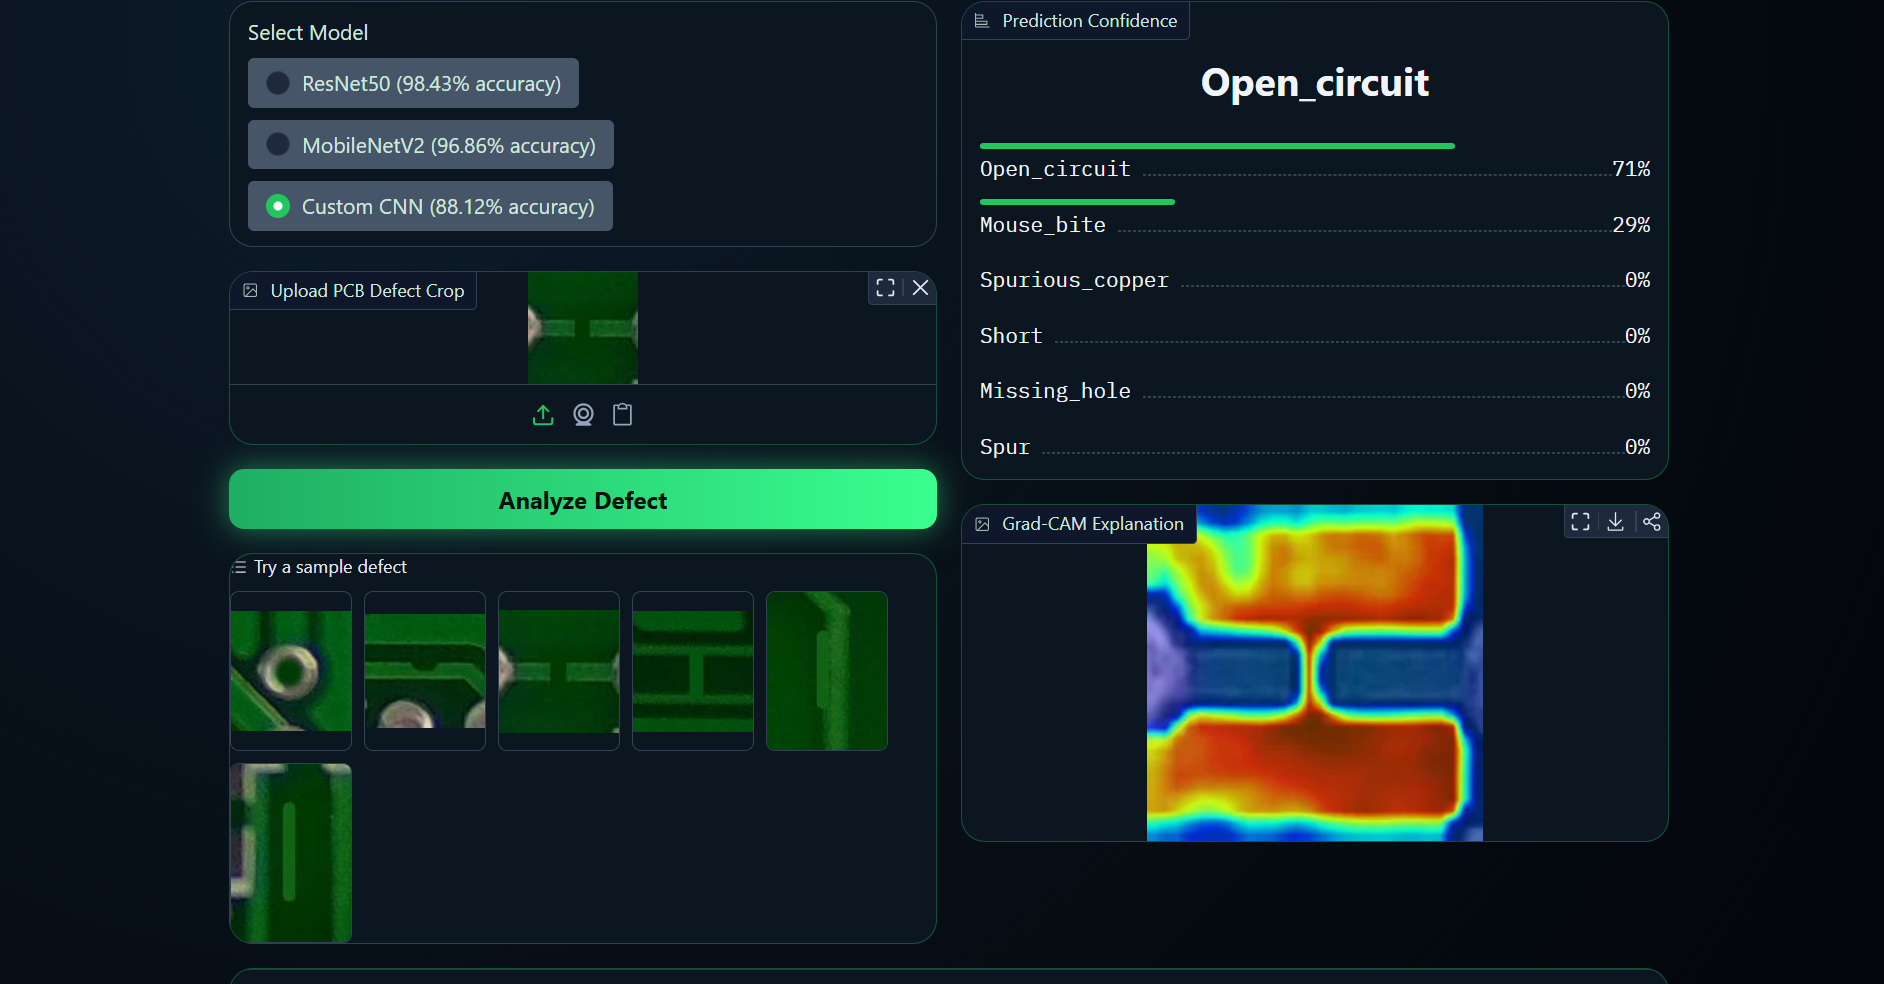 Select Model
ResNet50 (98.43% accuracy)
MobileNetV2 (96.86% accuracy)
Custom CNN (88.12% accuracy)
Upload PCB Defect Crop
Analyze Defect
Try a sample defect
Prediction Confidence
Open_circuit
Open_circuit 71%
Mouse_bite 29%
Spurious_copper 0%
Short 0%
Missing_hole 0%
Spur 0%
Grad-CAM Explanation